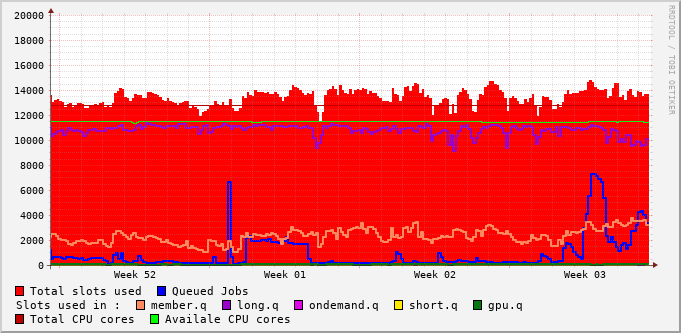 20000
18000
16000
14000
12000
10000
8000
6000
4000
2000
0
Week 52 Week 01 Week 02 Week 03
RRDTOOL / TOBI OETIKER
Total slots used Queued Jobs
Slots used in : member.q long.q ondemand.q short.q gpu.q
Total CPU cores Availale CPU cores